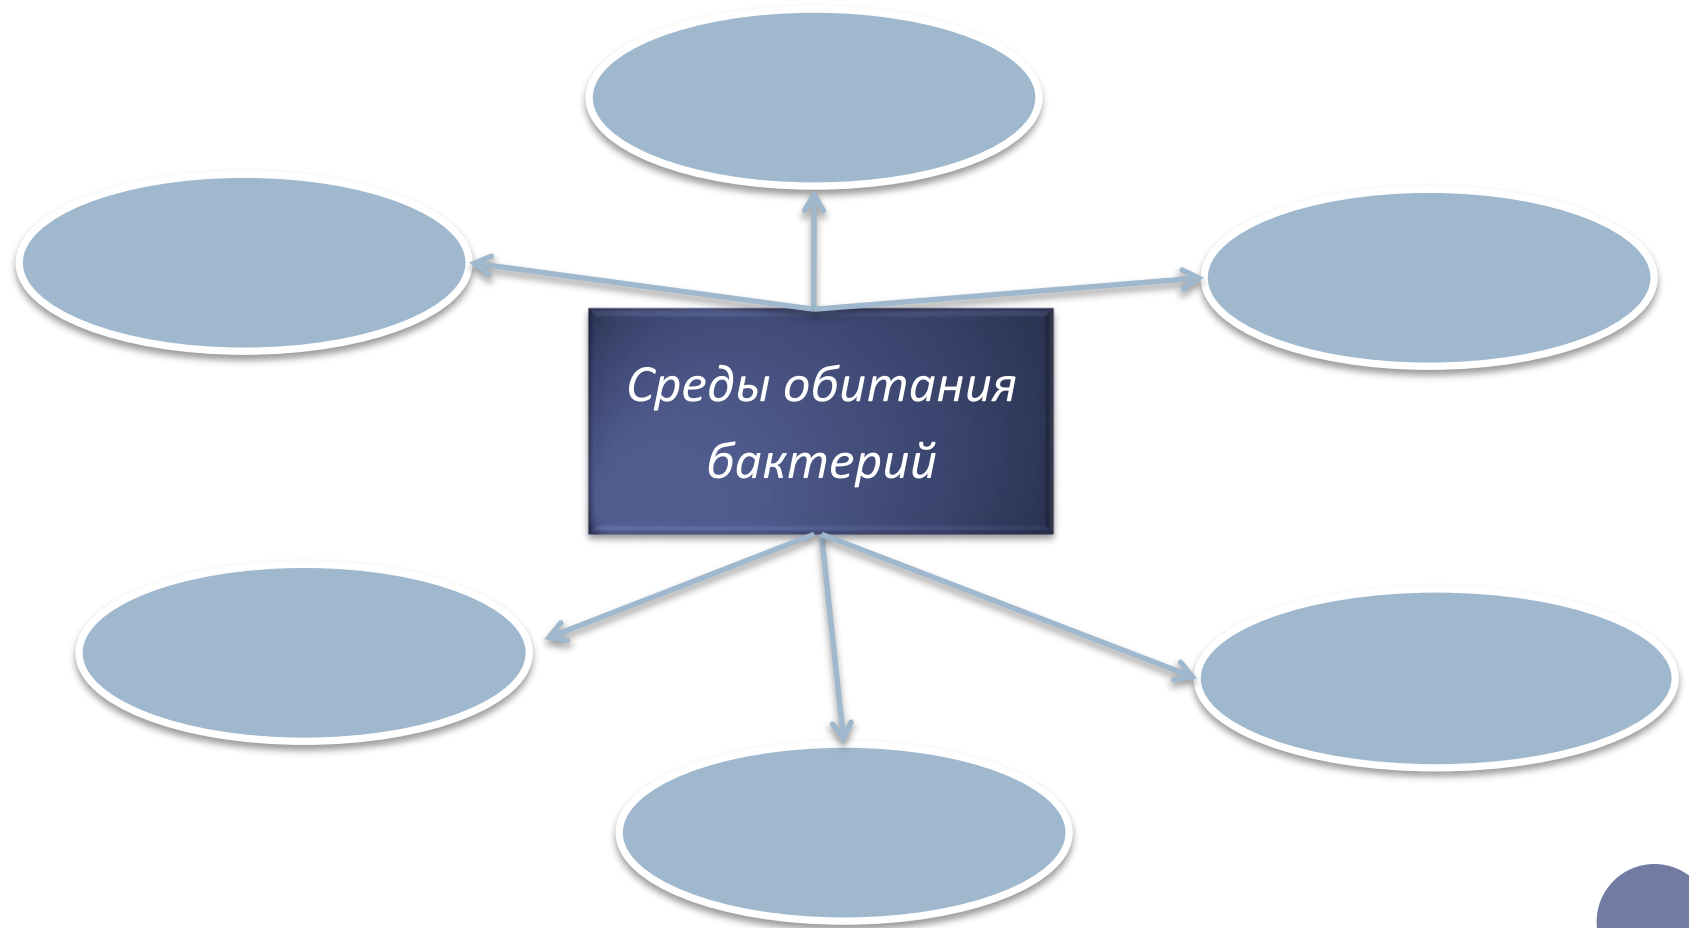 Среды обитания
бактерий